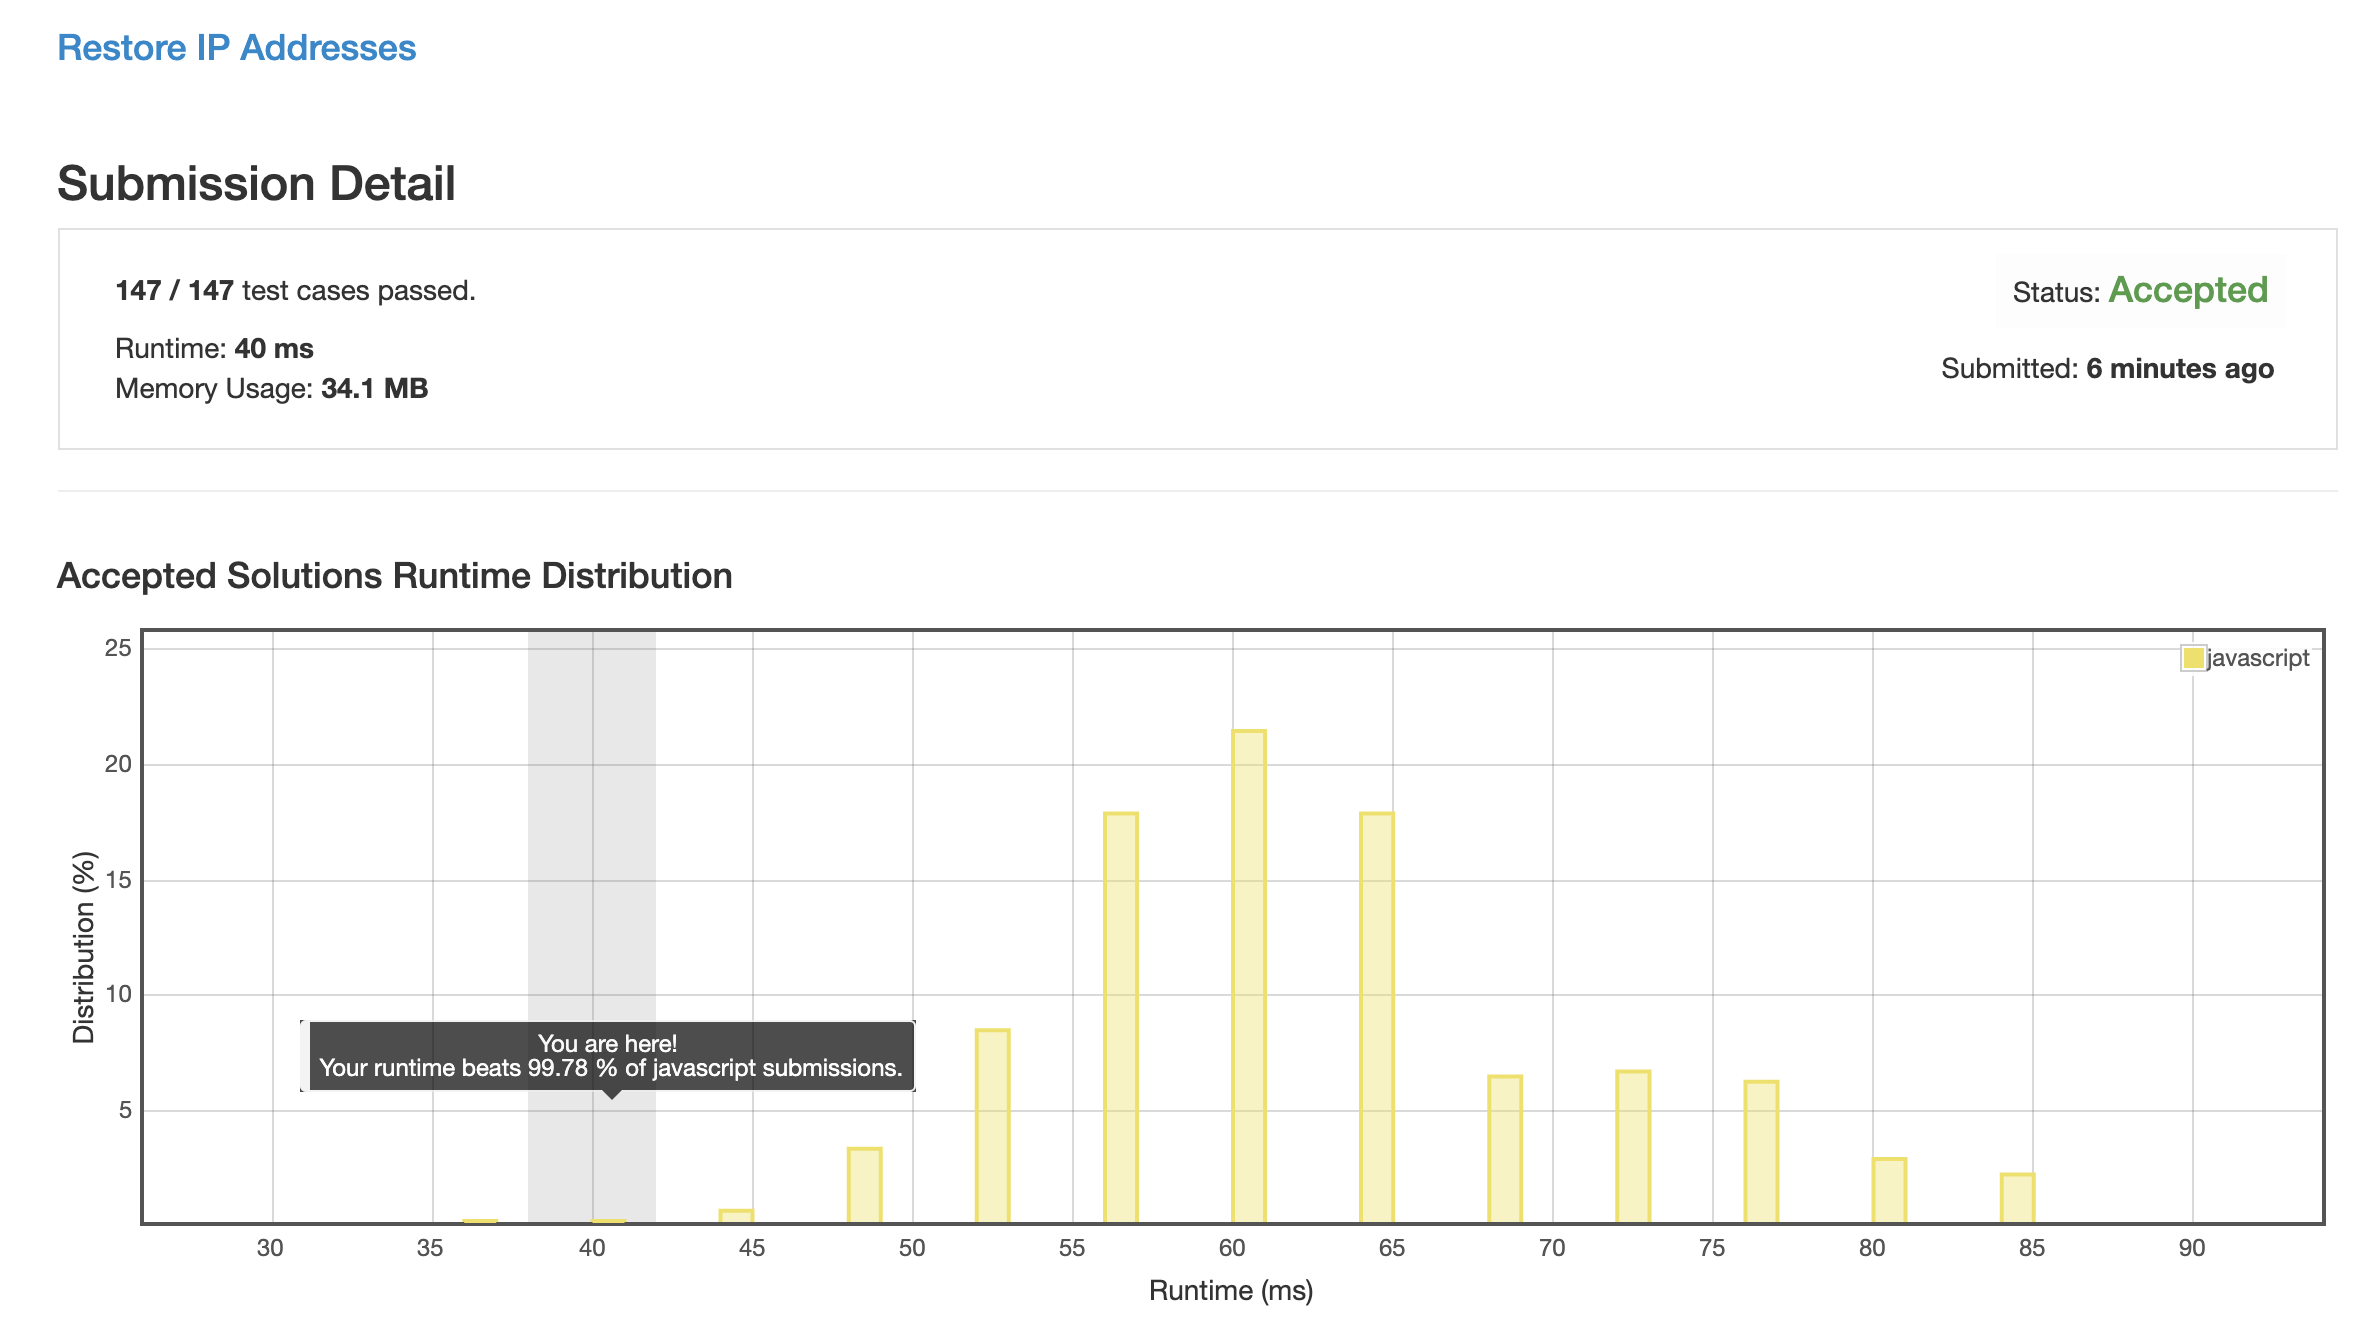 Restore IP Addresses
Submission Detail
147 / 147 test cases passed.
Status: Accepted
Runtime: 40 ms
Memory Usage: 34.1 MB
Submitted: 6 minutes ago
Accepted Solutions Runtime Distribution
25
20
15
10
5
Distribution (%)
javascript
You are here!
Your runtime beats 99.78 % of javascript submissions.
30 35 40 45 50 55 60 65 70 75 80 85 90
Runtime (ms)